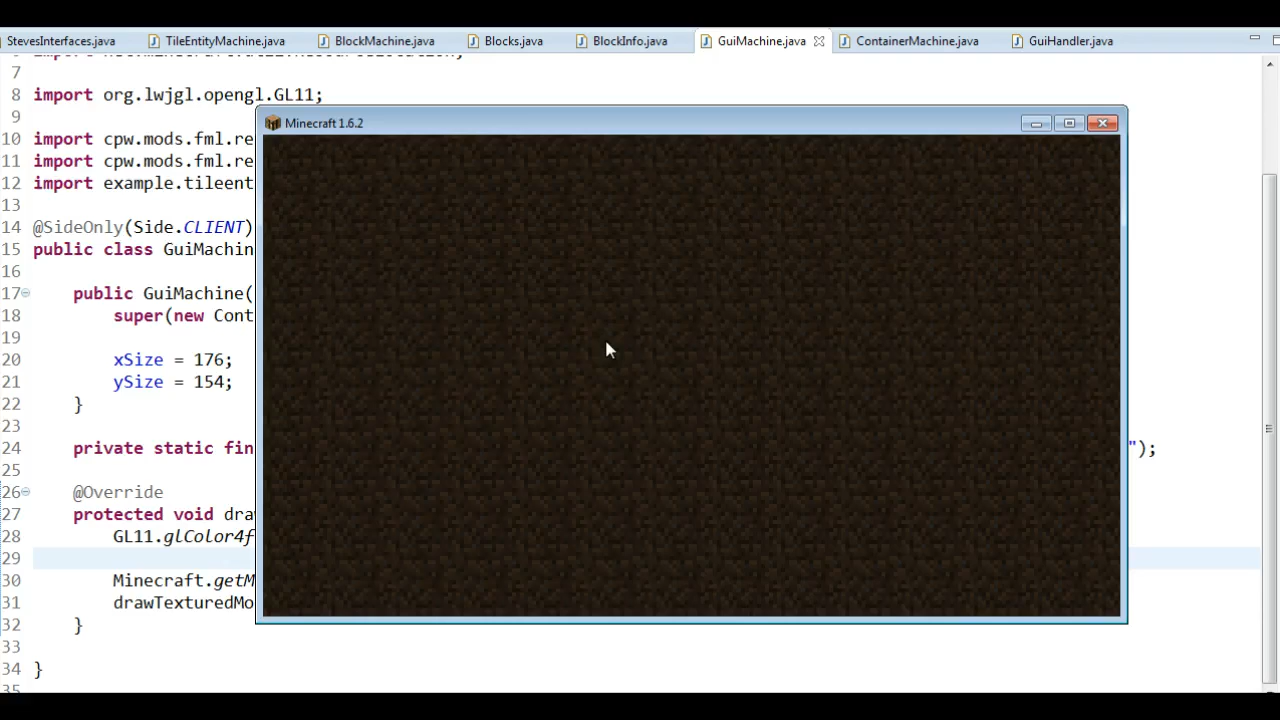 StevesInterfaces.java TileEntityMachine.java BlockMachine.java Blocks.java BlockInfo.java GuiMachine.java ContainerMachine.java GuiHandler.java
7
8 import org.lwjgl.opengl.GL11;
9
Minecraft 1.6.2
10 import cpw.mods.fml.re
11 import cpw.mods.fml.re
12 import example.tileent
13
14 @SideOnly(Side.CLIENT)
15 public class GuiMachin
16
17 public GuiMachine(
18 super(new Cont
19
20 xSize = 176;
21 ySize = 154;
22 }
23
24 private static fin ");
25
26 @Override
27 protected void dra
28 GL11.glColor4f
29
30 Minecraft.getM
31 drawTexturedMo
32 }
33
34 }
35